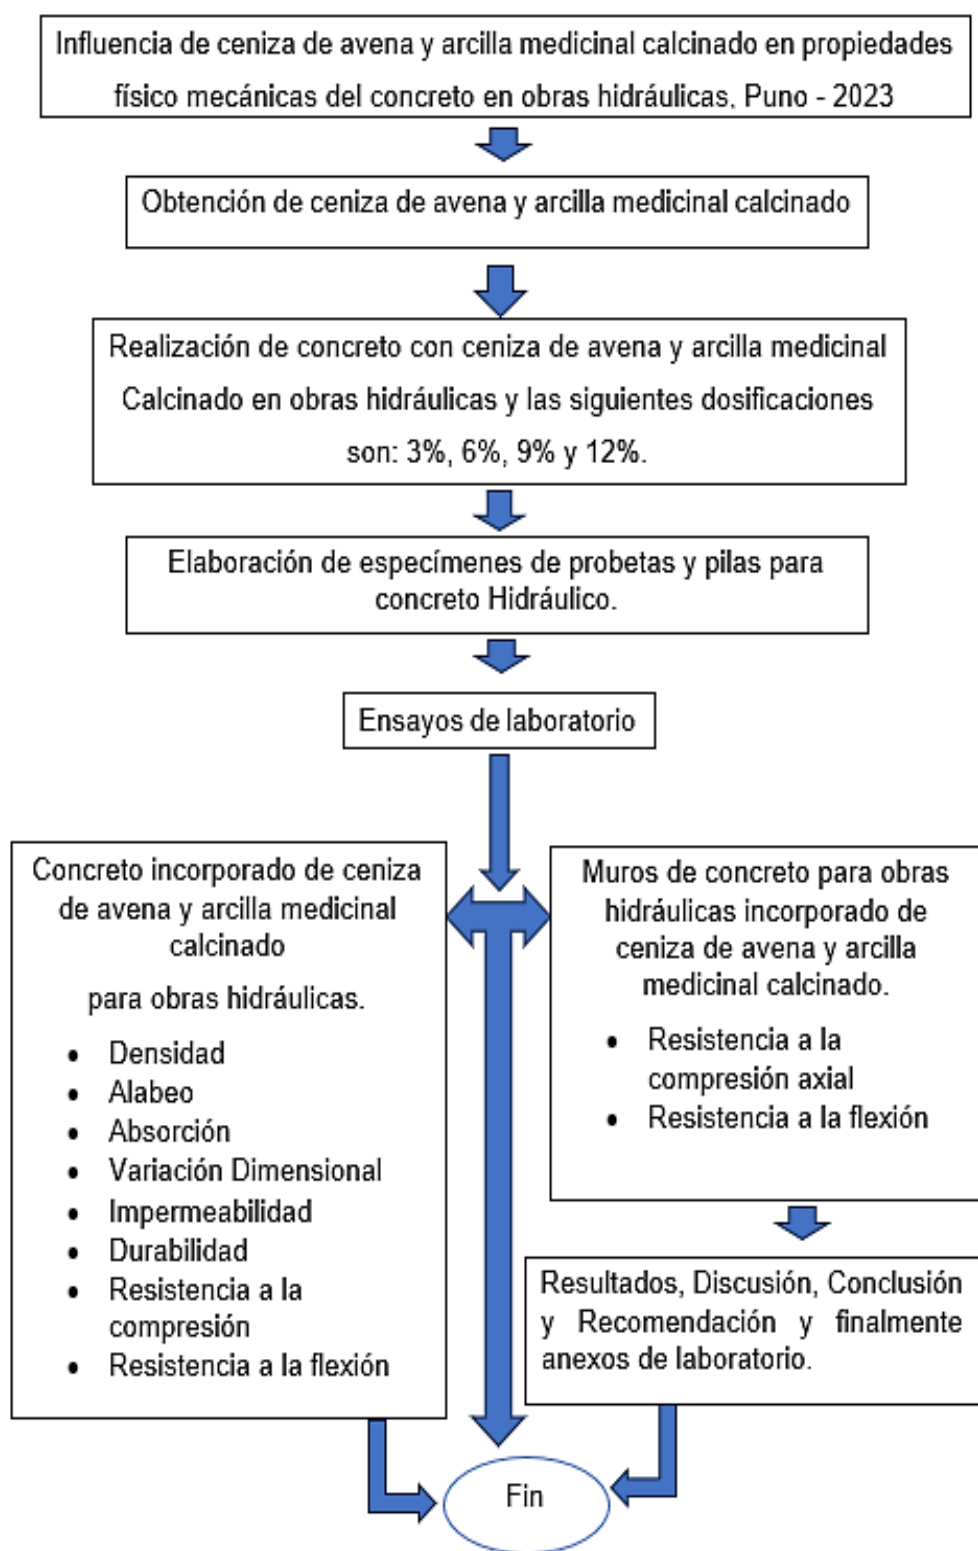 Influencia de ceniza de avena y arcilla medicinal calcinado en propiedades
físico mecánicas del concreto en obras hidráulicas, Puno - 2023
Obtención de ceniza de avena y arcilla medicinal calcinado
Realización de concreto con ceniza de avena y arcilla medicinal
Calcinado en obras hidráulicas y las siguientes dosificaciones
son: 3%, 6%, 9% y 12%.
Elaboración de especímenes de probetas y pilas para
concreto Hidráulico.
Ensayos de laboratorio
Concreto incorporado de ceniza
de avena y arcilla medicinal
calcinado
para obras hidráulicas.
• Densidad
• Alabeo
• Absorción
• Variación Dimensional
• Impermeabilidad
• Durabilidad
• Resistencia a la
compresión
• Resistencia a la flexión
Muros de concreto para obras
hidráulicas incorporado de
ceniza de avena y arcilla
medicinal calcinado.
• Resistencia a la
compresión axial
• Resistencia a la flexión
Resultados, Discusión, Conclusión
y Recomendación y finalmente
anexos de laboratorio.
Fin